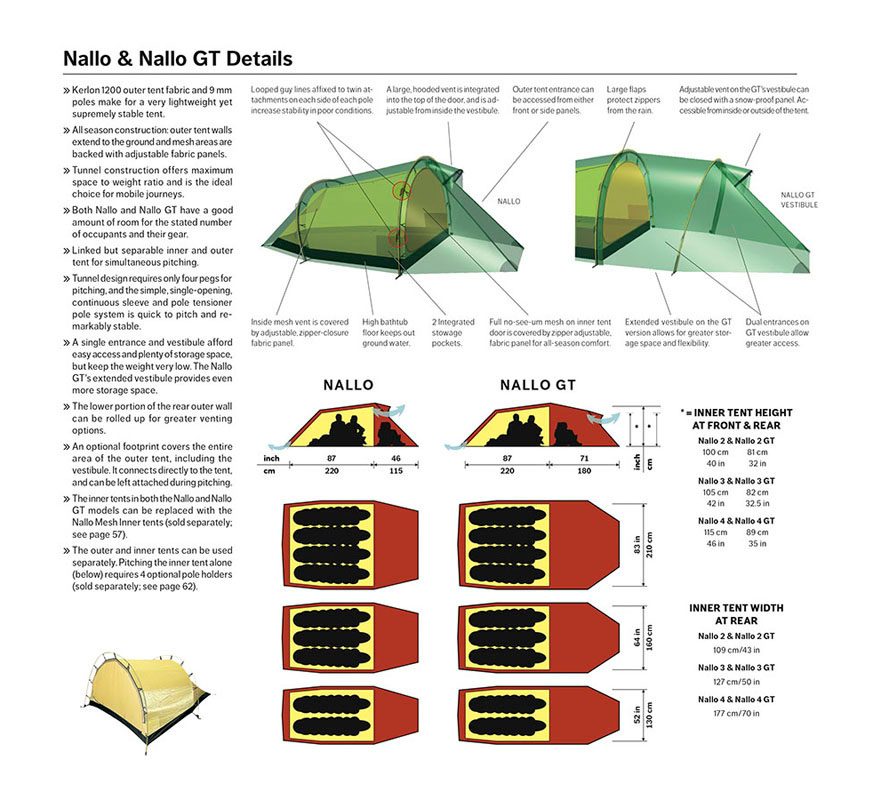 Nallo & Nallo GT Details
» Kerlon 1200 outer tent fabric and 9 mm
poles make for a very lightweight yet
supremely stable tent.
» All season construction: outer tent walls
extend to the ground and mesh areas are
backed with adjustable fabric panels.
» Tunnel construction offers maximum
space to weight ratio and is the ideal
choice for mobile journeys.
» Both Nallo and Nallo GT have a good
amount of room for the stated number
of occupants and their gear.
» Linked but separable inner and outer
tent for simultaneous pitching.
» Tunnel design requires only four pegs for
pitching, and the simple, single-opening,
continuous sleeve and pole tensioner
pole system is quick to pitch and re-
markably stable.
» A single entrance and vestibule afford
easy access and plenty of storage space,
but keep the weight very low. The Nallo
GT's extended vestibule provides even
more storage space.
» The lower portion of the rear outer wall
can be rolled up for greater venting
options.
» An optional footprint covers the entire
area of the outer tent, including the
vestibule. It connects directly to the tent,
and can be left attached during pitching.
» The inner tents in both the Nallo and Nallo
GT models can be replaced with the
Nallo Mesh Inner tents (sold separately;
see page 57).
» The outer and inner tents can be used
separately. Pitching the inner tent alone
(below) requires 4 optional pole holders
(sold separately; see page 62).
Looped guy lines affixed to twin at-
tachments on each side of each pole
increase stability in poor conditions.
A large, hooded vent is integrated
into the top of the door, and is ad-
justable from inside the vestibule.
Outer tent entrance can
be accessed from either
front or side panels.
Large flaps
protect zippers
from the rain.
Adjustable vent on the GT's vestibule can
be closed with a snow-proof panel. Ac-
cessible from inside or outside of the tent.
NALLO
NALLO GT
VESTIBULE
Inside mesh vent is covered
by adjustable, zipper-closure
fabric panel.
High bathtub
floor keeps out
ground water.
2 Integrated
stowage
pockets.
Full no-see-um mesh on inner tent
door is covered by zipper adjustable,
fabric panel for all-season comfort.
Extended vestibule on the GT
version allows for greater stor-
age space and flexibility.
Dual entrances on
GT vestibule allow
greater access.
NALLO
NALLO GT
* *
inch 87 46
cm 220 115
87 71
220 180
inch
cm
83 in
210 cm
64 in
160 cm
52 in
130 cm
* = INNER TENT HEIGHT
AT FRONT & REAR
Nallo 2 & Nallo 2 GT
100 cm 81 cm
40 in 32 in
Nallo 3 & Nallo 3 GT
105 cm 82 cm
42 in 32.5 in
Nallo 4 & Nallo 4 GT
115 cm 89 cm
46 in 35 in
INNER TENT WIDTH
AT REAR
Nallo 2 & Nallo 2 GT
109 cm/43 in
Nallo 3 & Nallo 3 GT
127 cm/50 in
Nallo 4 & Nallo 4 GT
177 cm/70 in